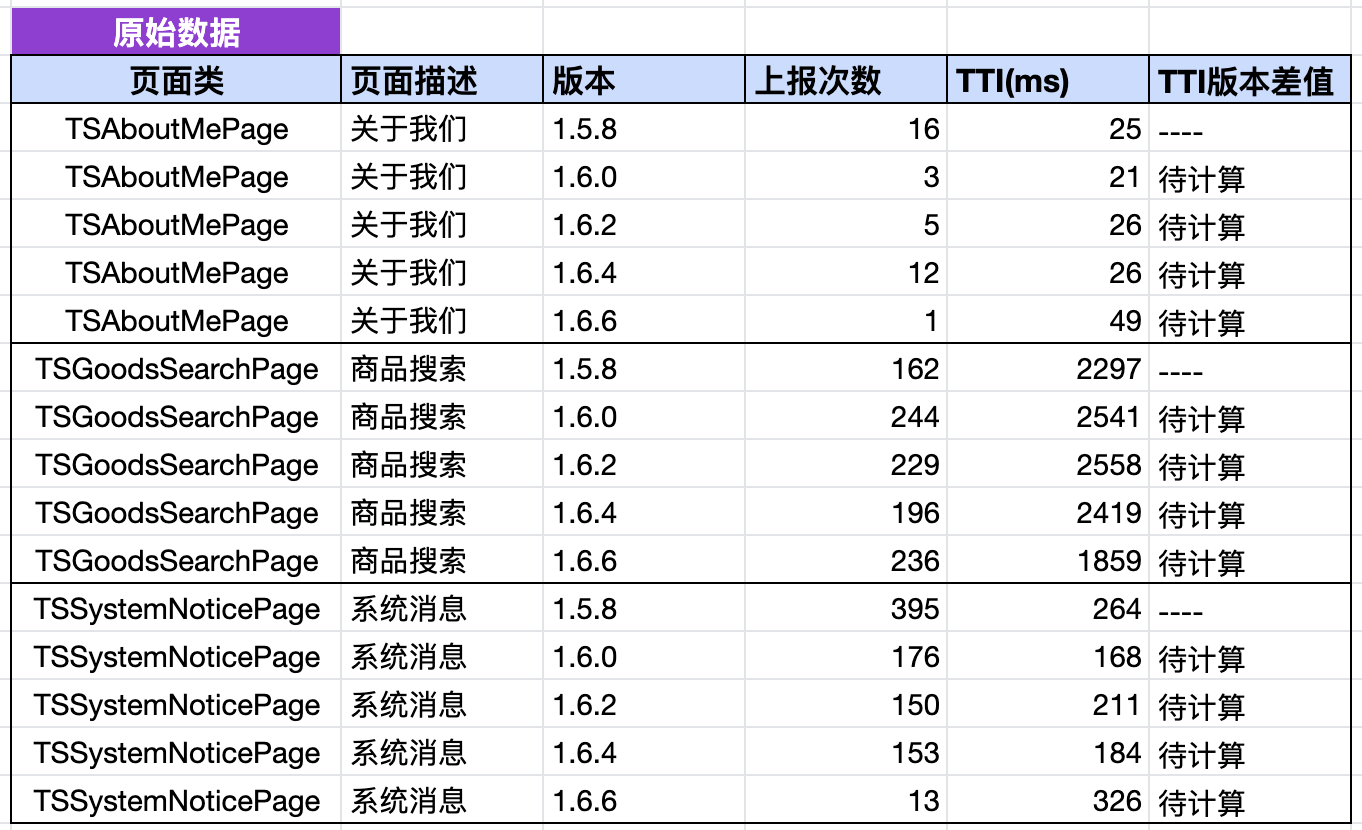 原始数据
页面类 页面描述 版本 上报次数 TTI(ms) TTI版本差值
TSAboutMePage 关于我们 1.5.8 16 25 ----
TSAboutMePage 关于我们 1.6.0 3 21 待计算
TSAboutMePage 关于我们 1.6.2 5 26 待计算
TSAboutMePage 关于我们 1.6.4 12 26 待计算
TSAboutMePage 关于我们 1.6.6 1 49 待计算
TSGoodsSearchPage 商品搜索 1.5.8 162 2297 ----
TSGoodsSearchPage 商品搜索 1.6.0 244 2541 待计算
TSGoodsSearchPage 商品搜索 1.6.2 229 2558 待计算
TSGoodsSearchPage 商品搜索 1.6.4 196 2419 待计算
TSGoodsSearchPage 商品搜索 1.6.6 236 1859 待计算
TSSystemNoticePage 系统消息 1.5.8 395 264 ----
TSSystemNoticePage 系统消息 1.6.0 176 168 待计算
TSSystemNoticePage 系统消息 1.6.2 150 211 待计算
TSSystemNoticePage 系统消息 1.6.4 153 184 待计算
TSSystemNoticePage 系统消息 1.6.6 13 326 待计算